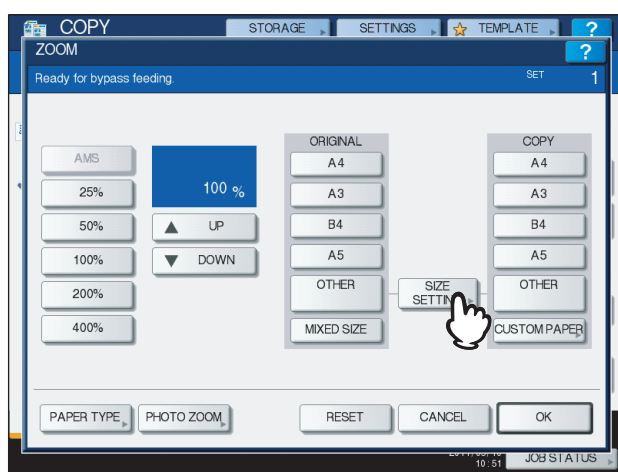 COPY
STORAGE
SETTINGS
TEMPLATE
?
ZOOM
?
Ready for bypass feeding.
SET 1
ORIGINAL
COPY
AMS
25%
50%
100%
200%
400%
100 %
UP
DOWN
A4
A3
B4
A5
OTHER
MIXED SIZE
SIZE
A4
A3
B4
A5
OTHER
CUSTOM PAPER
PAPER TYPE
PHOTO ZOOM
RESET
CANCEL
OK
10:51
JOB STATUS